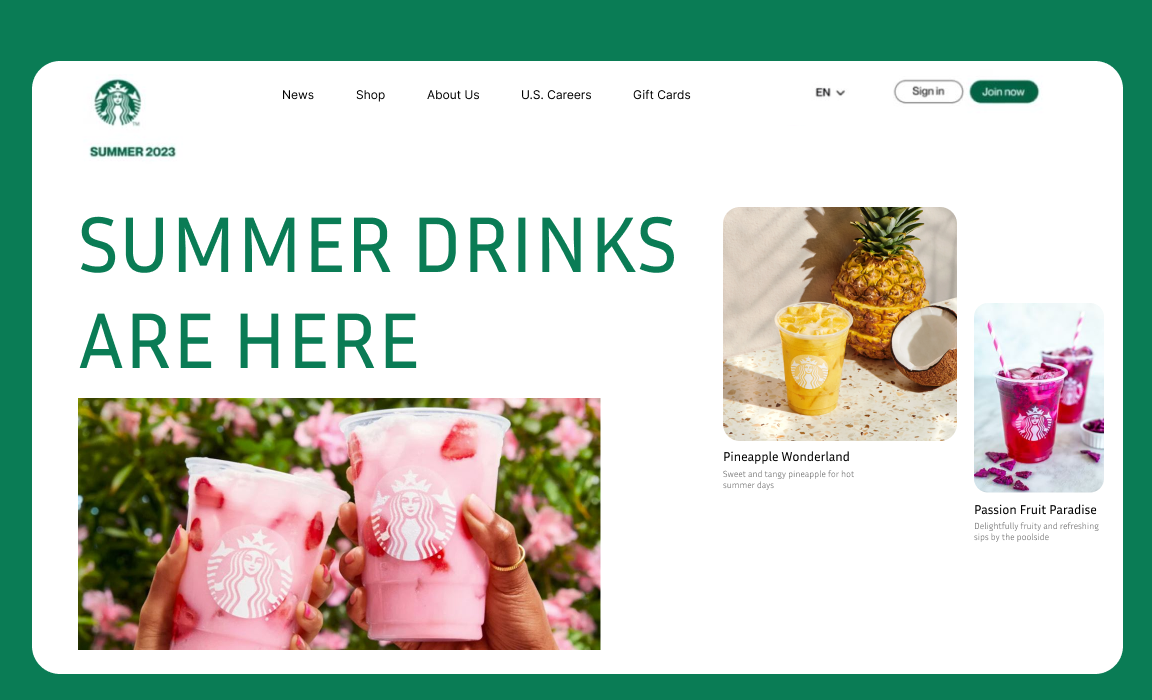 News
Shop
About Us
U.S. Careers
Gift Cards
EN
Sign in
Join now
TM
SUMMER 2023
SUMMER DRINKS
ARE HERE
Pineapple Wonderland
Sweet and tangy pineapple for hot
summer days
Passion Fruit Paradise
Delightfully fruity and refreshing
sips by the poolside